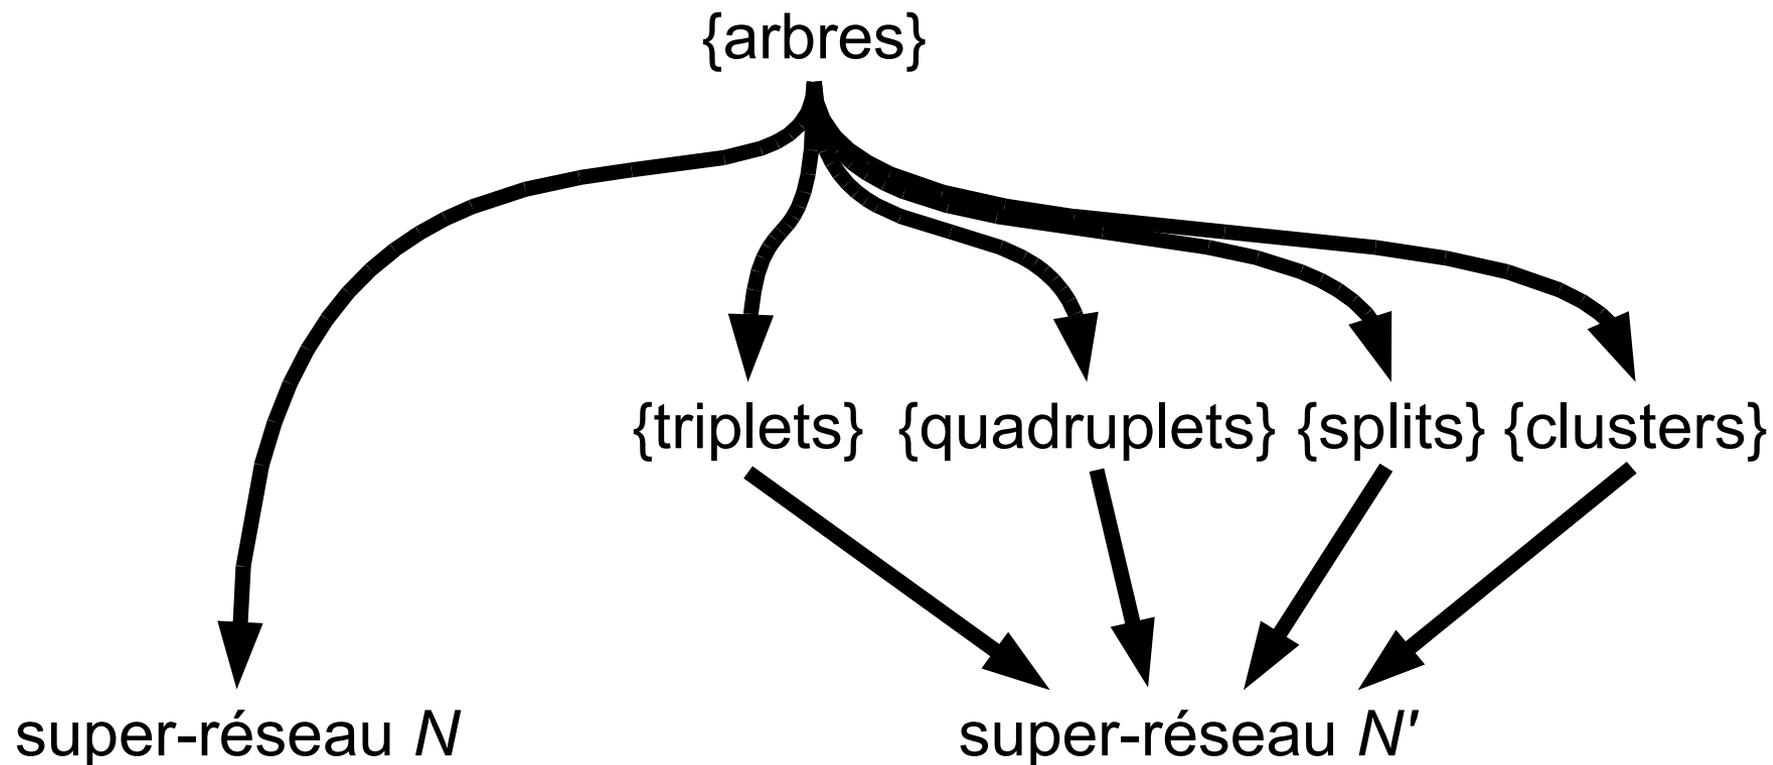 {arbres}
{triplets} {quadruplets} {splits} {clusters}
super-réseau N super-réseau N'